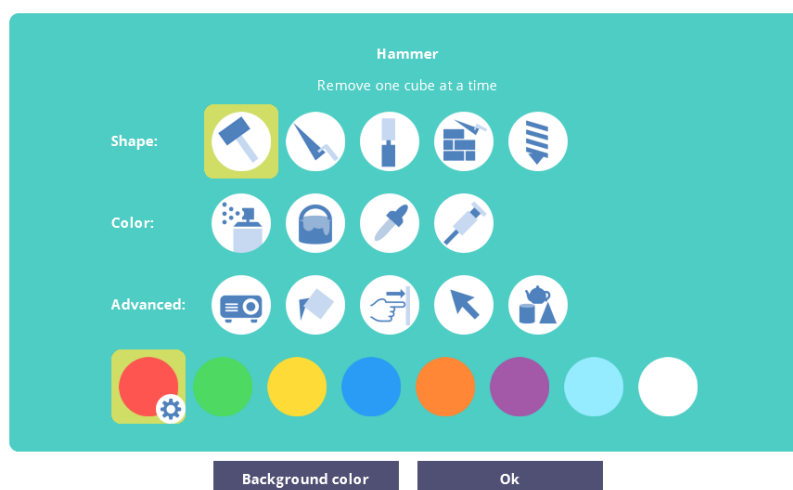 Hammer
Remove one cube at a time
Shape:
Color:
Advanced:
Background color
Ok